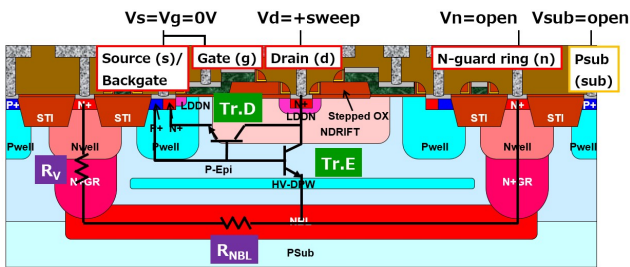 Vs=Vg=0V Vd=+sweep Vn=open Vsub=open
Source (s)/
Backgate
Gate (g)
Drain (d)
N-guard ring (n)
Psub
(sub)
P+ N+ LDDN N+ N+ P+
Tr.D
LDDN
Stepped OX
STI STI STI STI
P+ N+
NDRIFT
Pwell Nwell Pwell Pwell Nwell Pwell
Tr.E
P-Epi
RV
N+GR N+GR
HV-DPW
NBL
RNBL
PSub